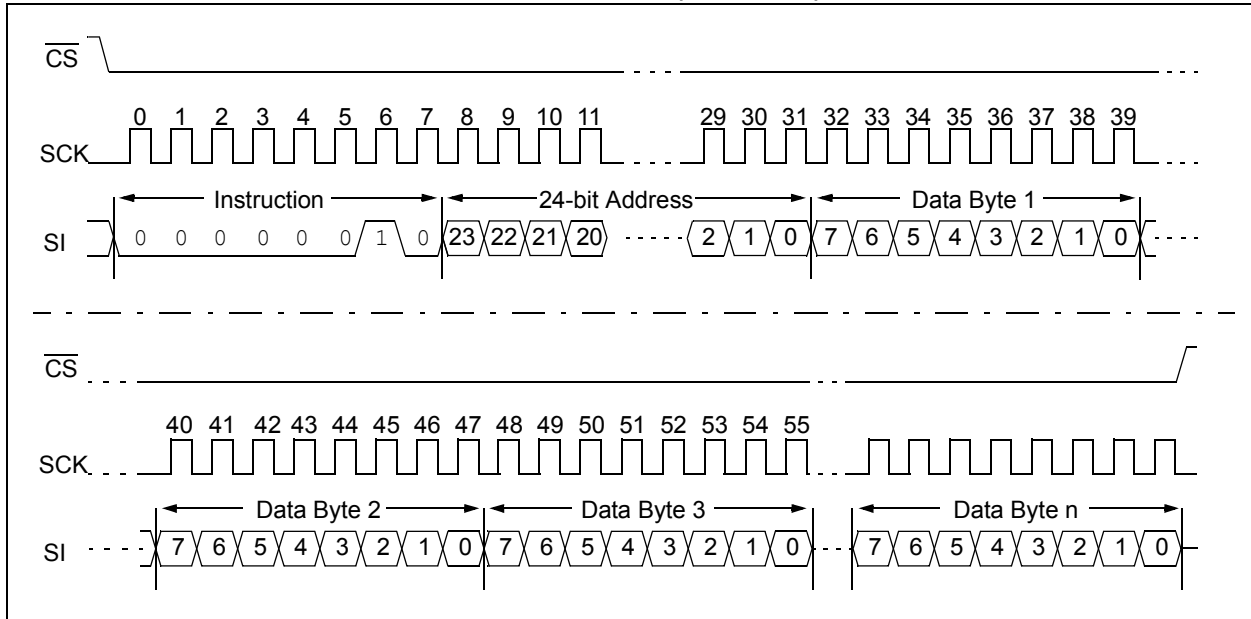 CS
0 1 2 3 4 5 6 7 8 9 10 11 29 30 31 32 33 34 35 36 37 38 39
SCK
Instruction 24-bit Address Data Byte 1
SI 0 0 0 0 0 0 1 0 23 22 21 20 2 1 0 7 6 5 4 3 2 1 0
CS
40 41 42 43 44 45 46 47 48 49 50 51 52 53 54 55
SCK
Data Byte 2 Data Byte 3 Data Byte n
SI 7 6 5 4 3 2 1 0 7 6 5 4 3 2 1 0 7 6 5 4 3 2 1 0